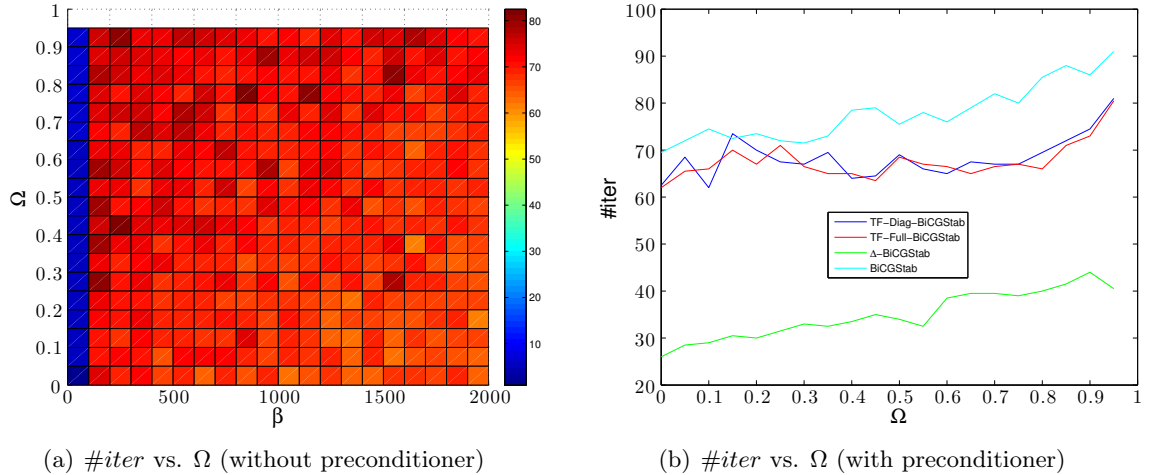 1
0.9
0.8
0.7
0.6
0.5
0.4
0.3
0.2
0.1
0
Ω
0 500 1000 1500 2000
β
80
70
60
50
40
30
20
10
(a) #iter vs. Ω (without preconditioner)
100
90
80
70
60
50
40
30
20
#iter
TF-Diag-BiCGStab
TF-Full-BiCGStab
Δ-BiCGStab
BiCGStab
0 0.1 0.2 0.3 0.4 0.5 0.6 0.7 0.8 0.9 1
Ω
(b) #iter vs. Ω (with preconditioner)